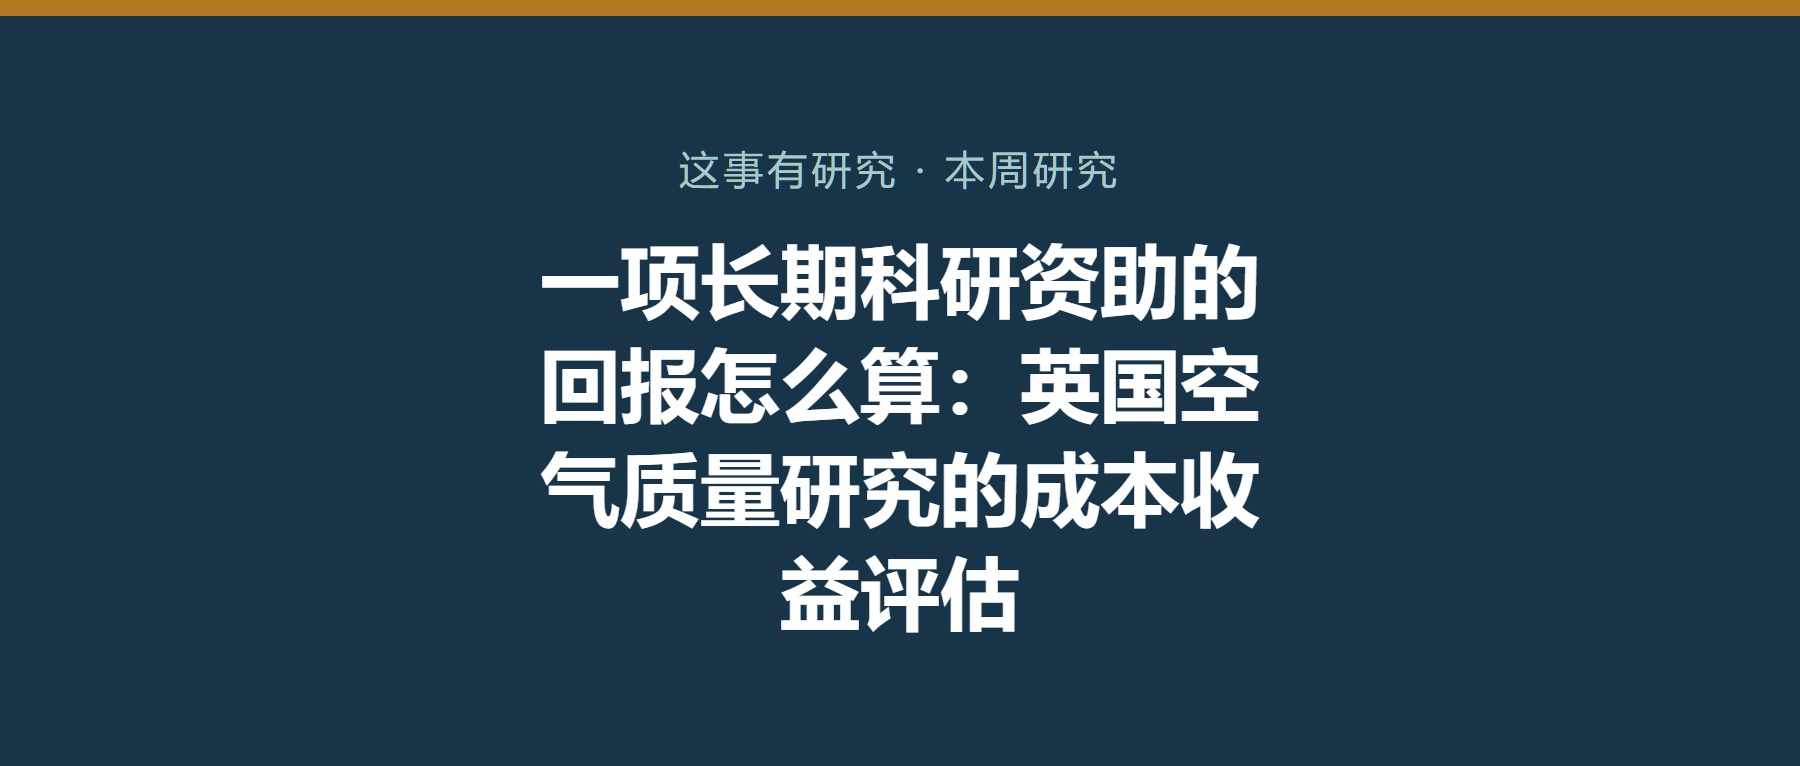 这事有研究 · 本周研究
一项长期科研资助的
回报怎么算：英国空
气质量研究的成本收
益评估